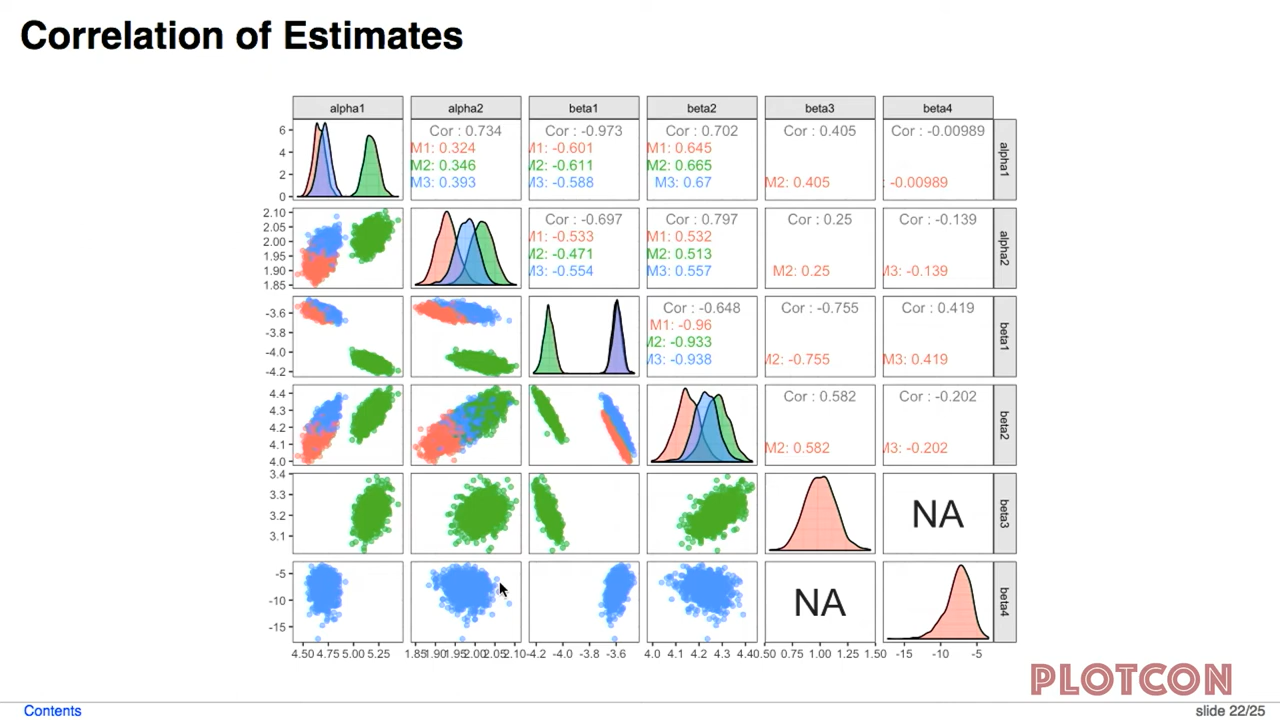 Correlation of Estimates
alpha1 alpha2 beta1 beta2 beta3 beta4
Cor : 0.734 Cor : -0.973 Cor : 0.702 Cor : 0.405 Cor : -0.00989
M1: 0.324 M1: -0.601 M1: 0.645
M2: 0.346 M2: -0.611 M2: 0.665
M3: 0.393 M3: -0.588 M3: 0.67 M2: 0.405 : -0.00989
alpha1
6
4
2
0
Cor : -0.697 Cor : 0.797 Cor : 0.25 Cor : -0.139
M1: -0.533 M1: 0.532
M2: -0.471 M2: 0.513
M3: -0.554 M3: 0.557 M2: 0.25 M3: -0.139
alpha2
2.10
2.05
2.00
1.95
1.90
1.85
Cor : -0.648 Cor : -0.755 Cor : 0.419
M1: -0.96
M2: -0.933
M3: -0.938 M2: -0.755 M3: 0.419
beta1
-3.6
-3.8
-4.0
-4.2
Cor : 0.582 Cor : -0.202
M2: 0.582 M3: -0.202
beta2
4.4
4.3
4.2
4.1
4.0
NA
beta3
3.4
3.3
3.2
3.1
NA
beta4
-5
-10
-15
4.50 4.75 5.00 5.25 1.85 1.90 1.95 2.00 2.05 2.10 -4.2 -4.0 -3.8 -3.6 4.0 4.1 4.2 4.3 4.4 0.50 0.75 1.00 1.25 1.50 -15 -10 -5
PLOTCON
Contents slide 22/25